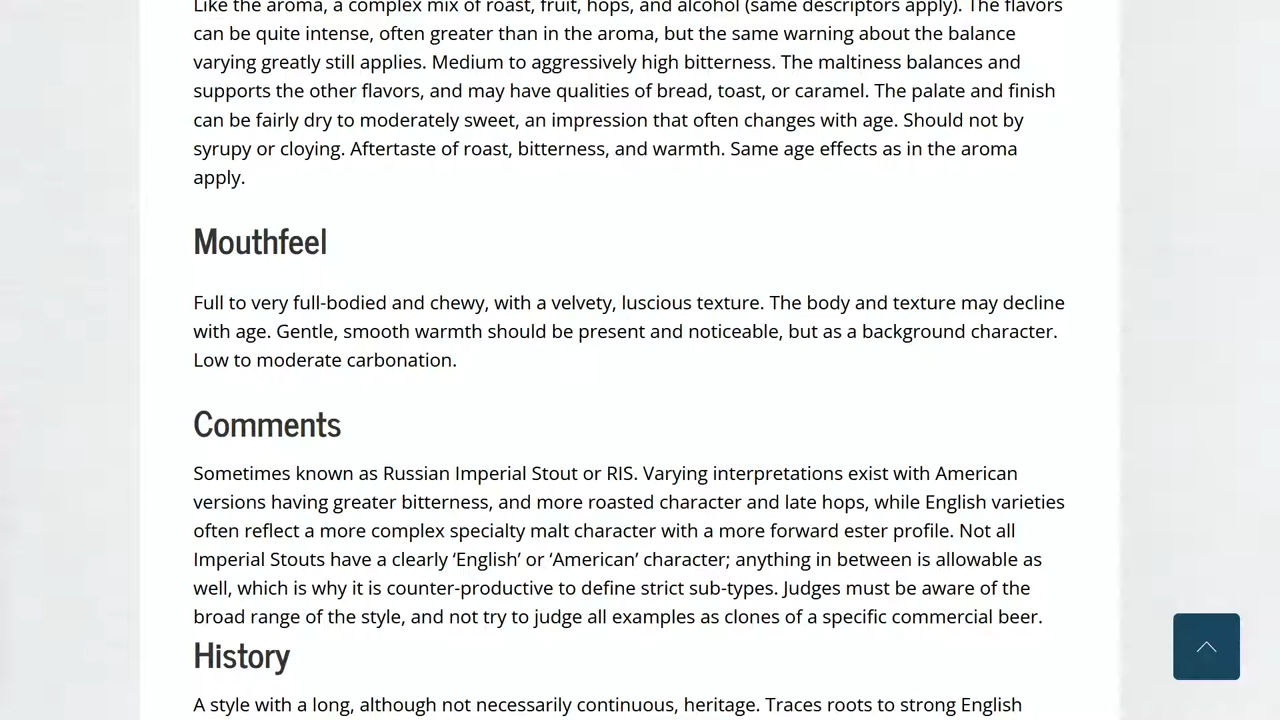 Like the aroma, a complex mix of roast, fruit, hops, and alcohol (same descriptors apply). The flavors
can be quite intense, often greater than in the aroma, but the same warning about the balance
varying greatly still applies. Medium to aggressively high bitterness. The maltiness balances and
supports the other flavors, and may have qualities of bread, toast, or caramel. The palate and finish
can be fairly dry to moderately sweet, an impression that often changes with age. Should not by
syrupy or cloying. Aftertaste of roast, bitterness, and warmth. Same age effects as in the aroma
apply.
Mouthfeel
Full to very full-bodied and chewy, with a velvety, luscious texture. The body and texture may decline
with age. Gentle, smooth warmth should be present and noticeable, but as a background character.
Low to moderate carbonation.
Comments
Sometimes known as Russian Imperial Stout or RIS. Varying interpretations exist with American
versions having greater bitterness, and more roasted character and late hops, while English varieties
often reflect a more complex specialty malt character with a more forward ester profile. Not all
Imperial Stouts have a clearly ‘English’ or ‘American’ character; anything in between is allowable as
well, which is why it is counter-productive to define strict sub-types. Judges must be aware of the
broad range of the style, and not try to judge all examples as clones of a specific commercial beer.
History
A style with a long, although not necessarily continuous, heritage. Traces roots to strong English